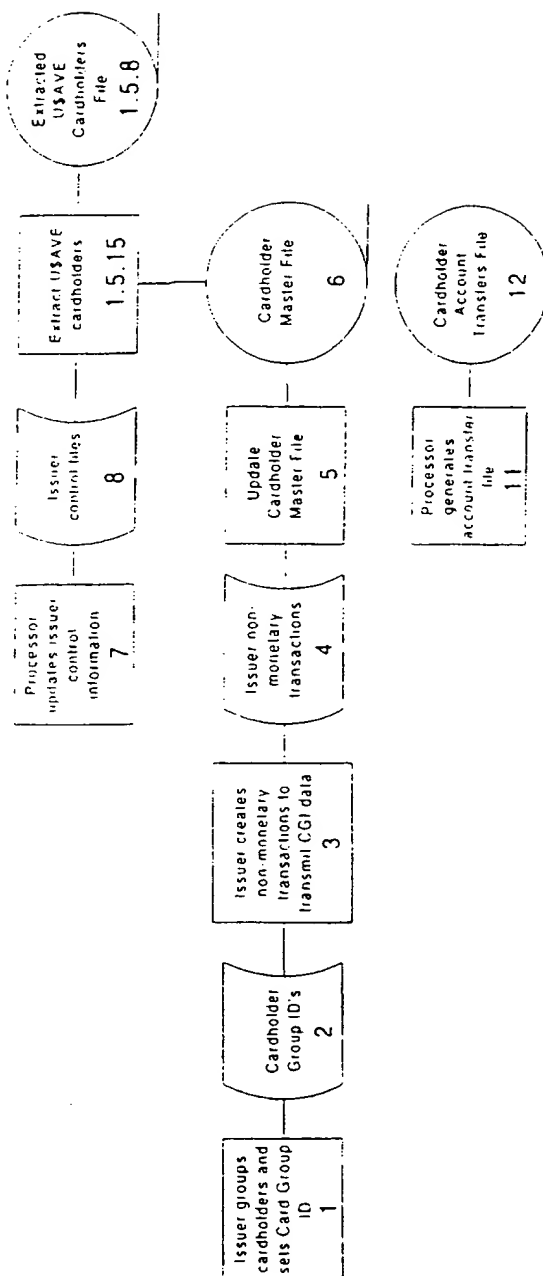 Issuer groups
cardholders and
sets Card Group
ID
1
Cardholder
Group ID's
2
Issuer creates
non-monetary
transactions to
transmit CGI data
3
Issuer non-
monetary
transactions
4
Update
Cardholder
Master File
5
Cardholder
Master File
6
Processor
updates issuer
control
information
7
Issuer
control files
8
Extract U$AVE
cardholders
1.5.15
Extracted
U$AVE
Cardholders
File
1.5.8
Processor
generates
account transfer
file
11
Cardholder
Account
Transfers File
12